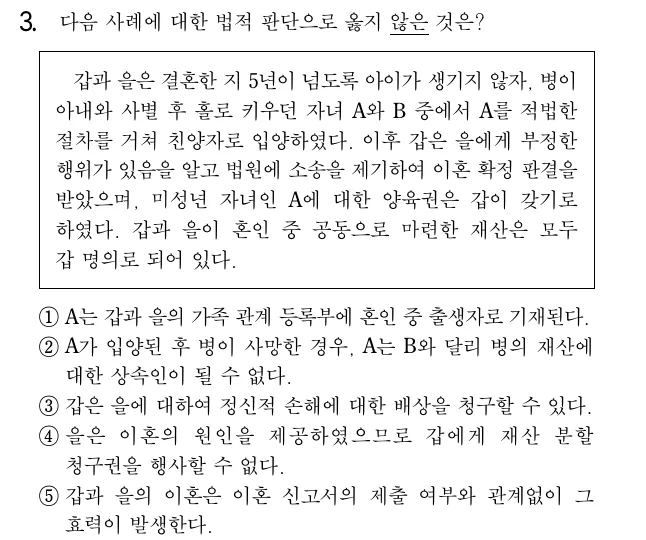 3. 다음 사례에 대한 법적 판단으로 옳지 않은 것은?
갑과 을은 결혼한 지 5년이 넘도록 아이가 생기지 않자, 병이
아내와 사별 후 홀로 키우던 자녀 A와 B 중에서 A를 적법한
절차를 거쳐 친양자로 입양하였다. 이후 갑은 을에게 부정한
행위가 있음을 알고 법원에 소송을 제기하여 이혼 확정 판결을
받았으며, 미성년 자녀인 A에 대한 양육권은 갑이 갖기로
하였다. 갑과 을이 혼인 중 공동으로 마련한 재산은 모두
갑 명의로 되어 있다.
① A는 갑과 을의 가족 관계 등록부에 혼인 중 출생자로 기재된다.
② A가 입양된 후 병이 사망한 경우, A는 B와 달리 병의 재산에
대한 상속인이 될 수 없다.
③ 갑은 을에 대하여 정신적 손해에 대한 배상을 청구할 수 있다.
④ 을은 이혼의 원인을 제공하였으므로 갑에게 재산 분할
청구권을 행사할 수 없다.
⑤ 갑과 을의 이혼은 이혼 신고서의 제출 여부와 관계없이 그
효력이 발생한다.